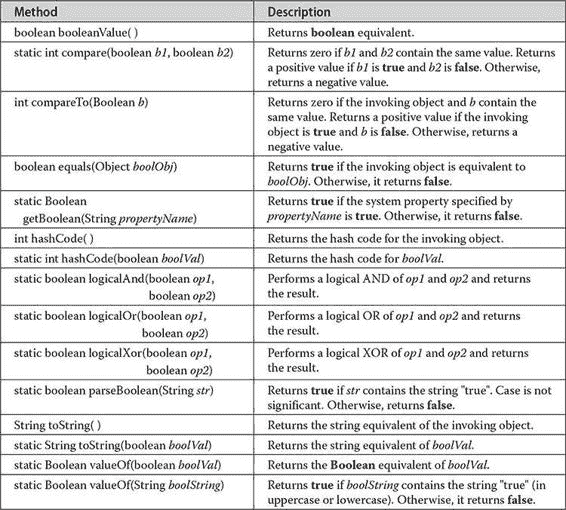 Method Description
boolean booleanValue( ) Returns boolean equivalent.
static int compare(boolean b1, boolean b2) Returns zero if b1 and b2 contain the same value. Returns
a positive value if b1 is true and b2 is false. Otherwise,
returns a negative value.
int compareTo(Boolean b) Returns zero if the invoking object and b contain the
same value. Returns a positive value if the invoking
object is true and b is false. Otherwise, returns a
negative value.
boolean equals(Object boolObj) Returns true if the invoking object is equivalent to
boolObj. Otherwise, it returns false.
static Boolean Returns true if the system property specified by
getBoolean(String propertyName) propertyName is true. Otherwise, it returns false.
int hashCode( ) Returns the hash code for the invoking object.
static int hashCode(boolean boolVal) Returns the hash code for boolVal.
static boolean logicalAnd(boolean op1, Performs a logical AND of op1 and op2 and returns
boolean op2) the result.
static boolean logicalOr(boolean op1, Performs a logical OR of op1 and op2 and returns
boolean op2) the result.
static boolean logicalXor(boolean op1, Performs a logical XOR of op1 and op2 and returns
boolean op2) the result.
static boolean parseBoolean(String str) Returns true if str contains the string "true". Case is not
significant. Otherwise, returns false.
String toString( ) Returns the string equivalent of the invoking object.
static String toString(boolean boolVal) Returns the string equivalent of boolVal.
static Boolean valueOf(boolean boolVal) Returns the Boolean equivalent of boolVal.
static Boolean valueOf(String boolString) Returns true if boolString contains the string "true" (in
uppercase or lowercase). Otherwise, it returns false.